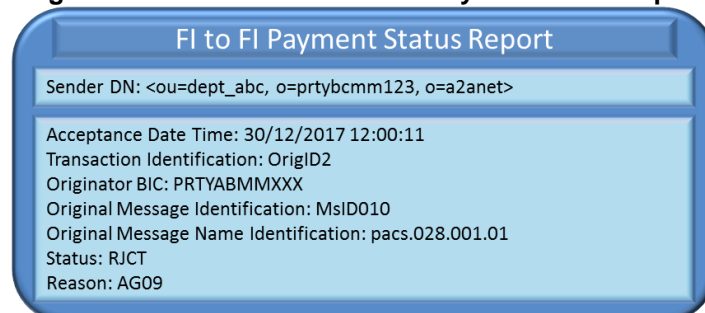 FI to FI Payment Status Report
Sender DN: <ou=dept_abc, o=prtybcmm123, o=a2anet>
Acceptance Date Time: 30/12/2017 12:00:11
Transaction Identification: OrigID2
Originator BIC: PRTYABMMXXX
Original Message Identification: MsID010
Original Message Name Identification: pacs.028.001.01
Status: RJCT
Reason: AG09